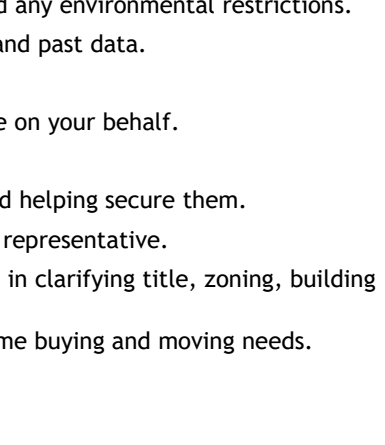 any environmental restrictions.
and past data.
on your behalf.
helping secure them.
representative.
in clarifying title, zoning, building
buying and moving needs.